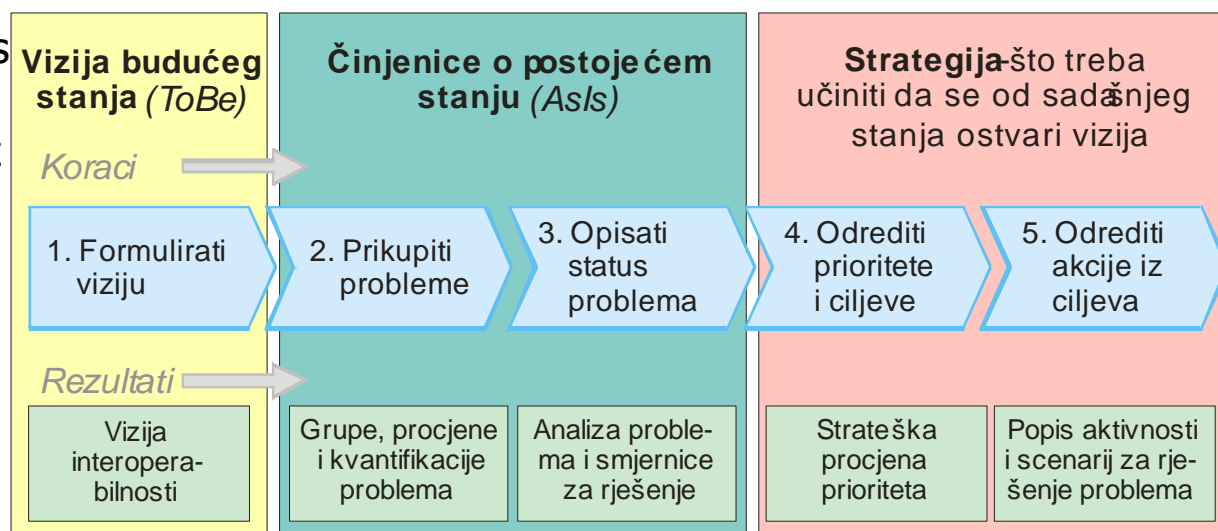 s
Vizija budućeg
stanja (ToBe)
Činjenice o postojećem
stanju (AsIs)
Strategija-što treba
učiniti da se od sadašnjeg
stanja ostvari vizija
Koraci
1. Formulirati
viziju
2. Prikupiti
probleme
3. Opisati
status
problema
4. Odrediti
prioritete
i ciljeve
5. Odrediti
akcije iz
ciljeva
Rezultati
Vizija
interopera-
bilnosti
Grupe, procjene
i kvantifikacije
problema
Analiza proble-
ma i smjernice
za rješenje
Strateška
procjena
prioriteta
Popis aktivnosti
i scenarij za rje-
šenje problema